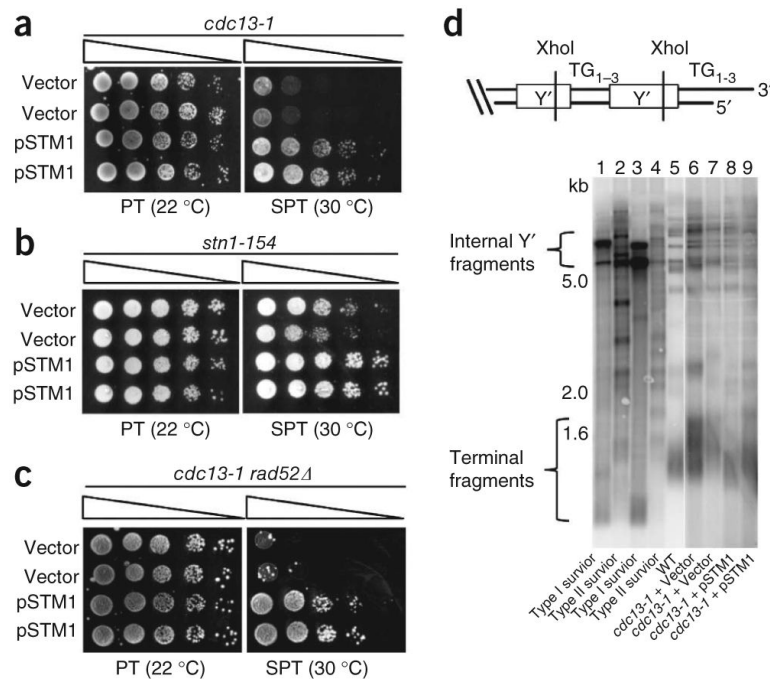 a
cdc13-1
Vector
Vector
pSTM1
pSTM1
PT (22 °C)
SPT (30 °C)
b
stn1-154
Vector
Vector
pSTM1
pSTM1
PT (22 °C)
SPT (30 °C)
c
cdc13-1 rad52Δ
Vector
Vector
pSTM1
pSTM1
PT (22 °C)
SPT (30 °C)
d
XhoI XhoI
TG1–3 TG1-3
3′
Y′ Y′ 5′
1 2 3 4 5 6 7 8 9
kb
Internal Y′
fragments
5.0
2.0
1.6
Terminal
fragments
Type I survior
Type II survior
Type I survior
Type II survior
WT
cdc13-1 + Vector
cdc13-1 + Vector
cdc13-1 + pSTM1
cdc13-1 + pSTM1